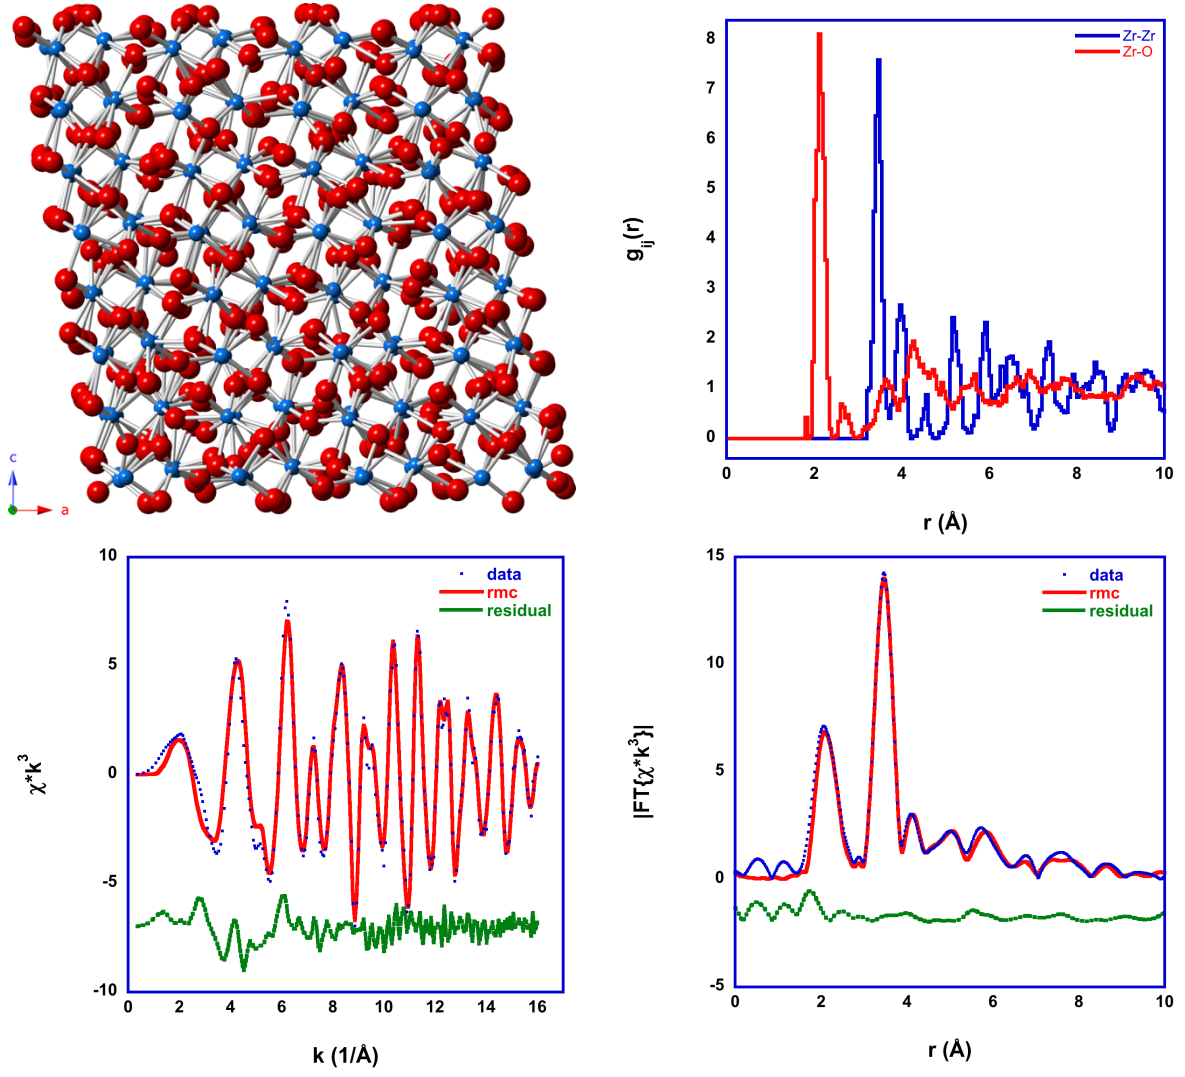 c
a
Zr-Zr
Zr-O
8
7
6
5
4
3
2
1
0
g_ij(r)
0 2 4 6 8 10
r (Å)
data
rmc
residual
10
5
0
-5
-10
χ*k³
0 2 4 6 8 10 12 14 16
k (1/Å)
data
rmc
residual
15
10
5
0
-5
|FT{χ*k³}|
0 2 4 6 8 10
r (Å)